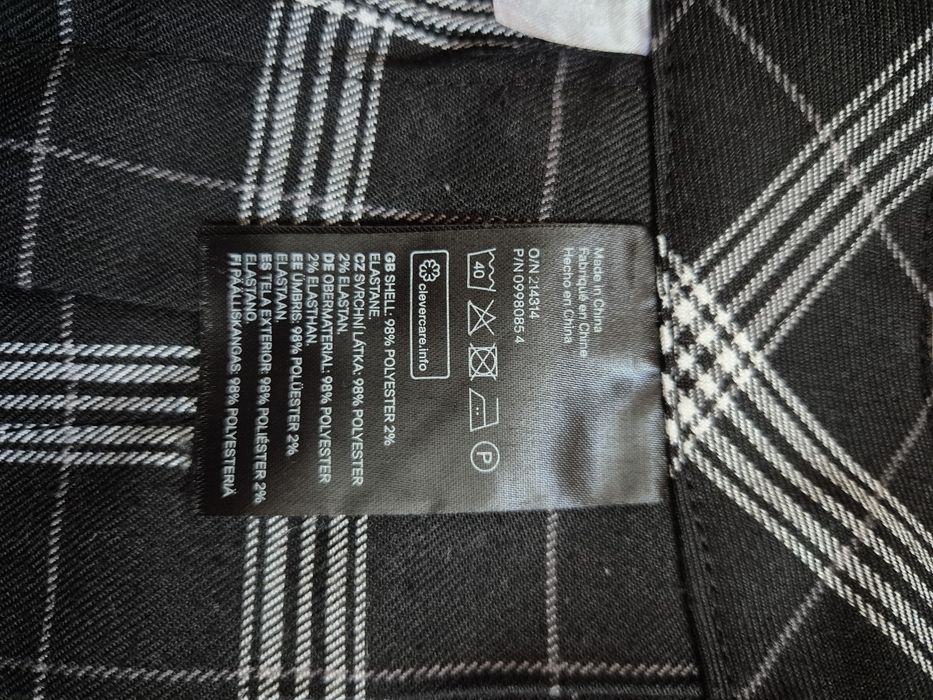 Made in China
Fabriqué en Chine
Hecho en China
O/N 214314
P/N 0998085 4
40
P
clevercare.info
GB SHELL: 98% POLYESTER 2%
ELASTANE.
CZ SVRCHNÍ LÁTKA: 98% POLYESTER
2% ELASTAN.
DE OBERMATERIAL: 98% POLYESTER
2% ELASTHAN.
EE ÜMBRIS: 98% POLÜESTER 2%
ELASTAAN.
ES TELA EXTERIOR: 98% POLIÉSTER 2%
ELASTANO.
FI PÄÄLLISKANGAS: 98% POLYESTERIÄ